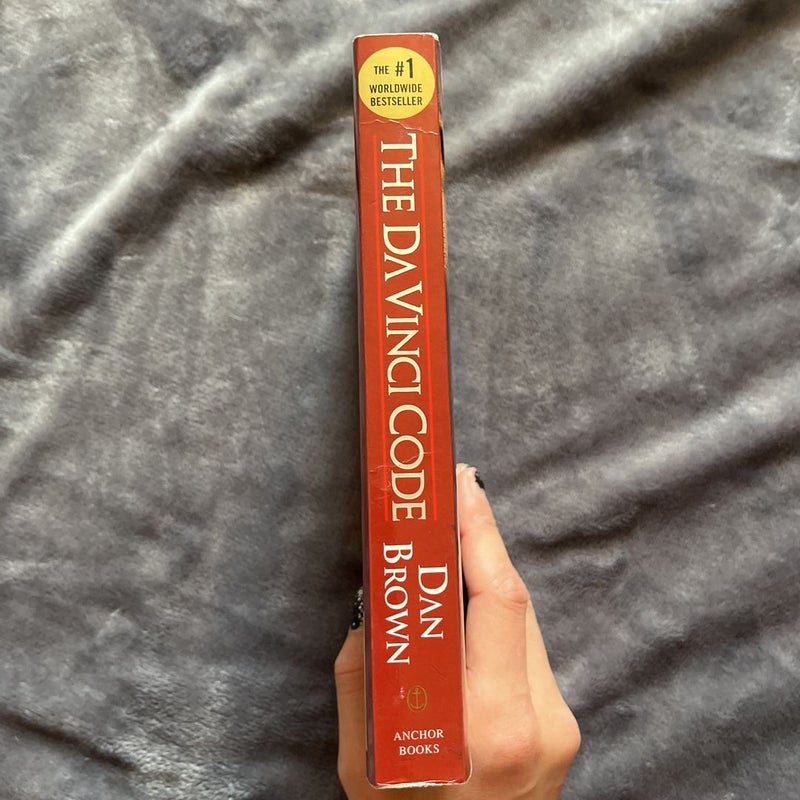 THE #1
WORLDWIDE
BESTSELLER
THE DA VINCI CODE
DAN
BROWN
ANCHOR
BOOKS